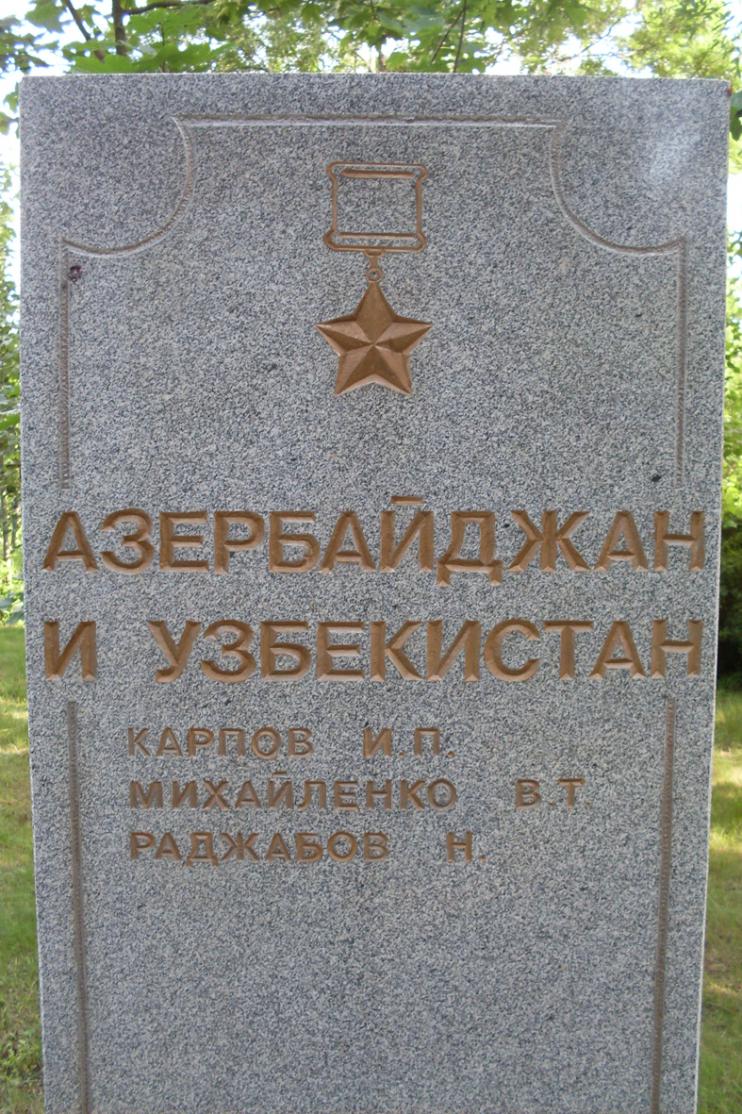 АЗЕРБАЙДЖАН
И УЗБЕКИСТАН
КАРПОВ И.П.
МИХАЙЛЕНКО В.Т.
РАДЖАБОВ Н.